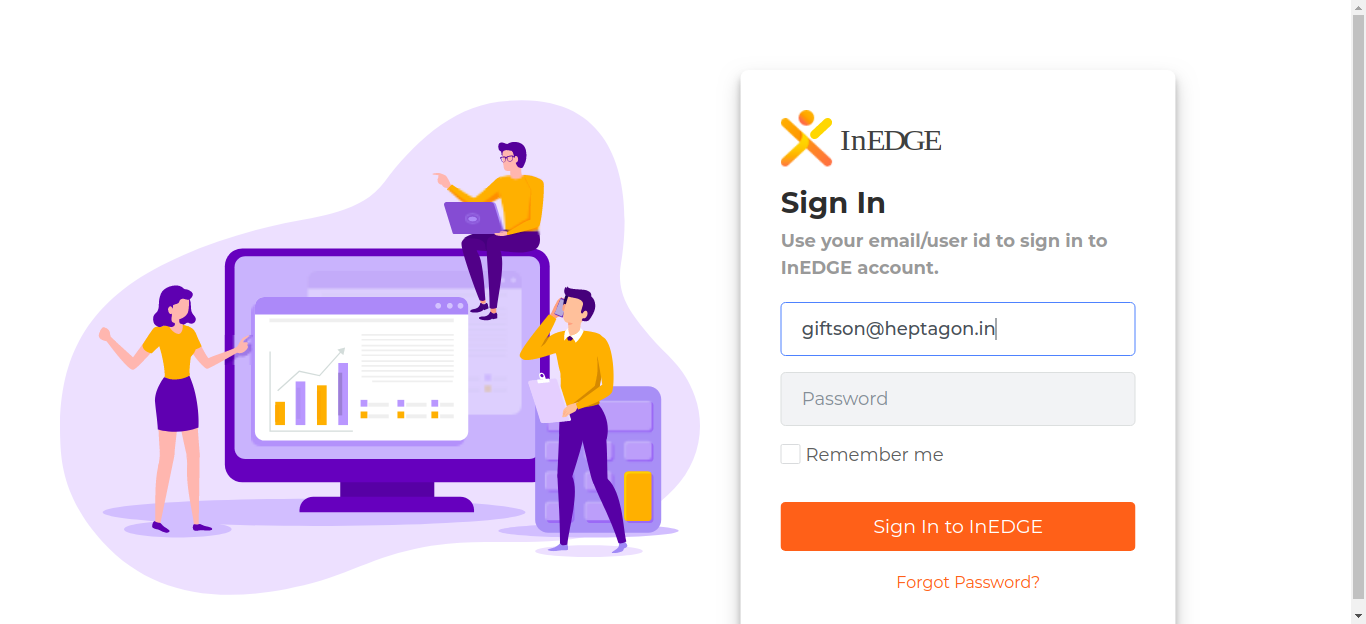 InEDGE
Sign In
Use your email/user id to sign in to
InEDGE account.
giftson@heptagon.in
Password
Remember me
Sign In to InEDGE
Forgot Password?